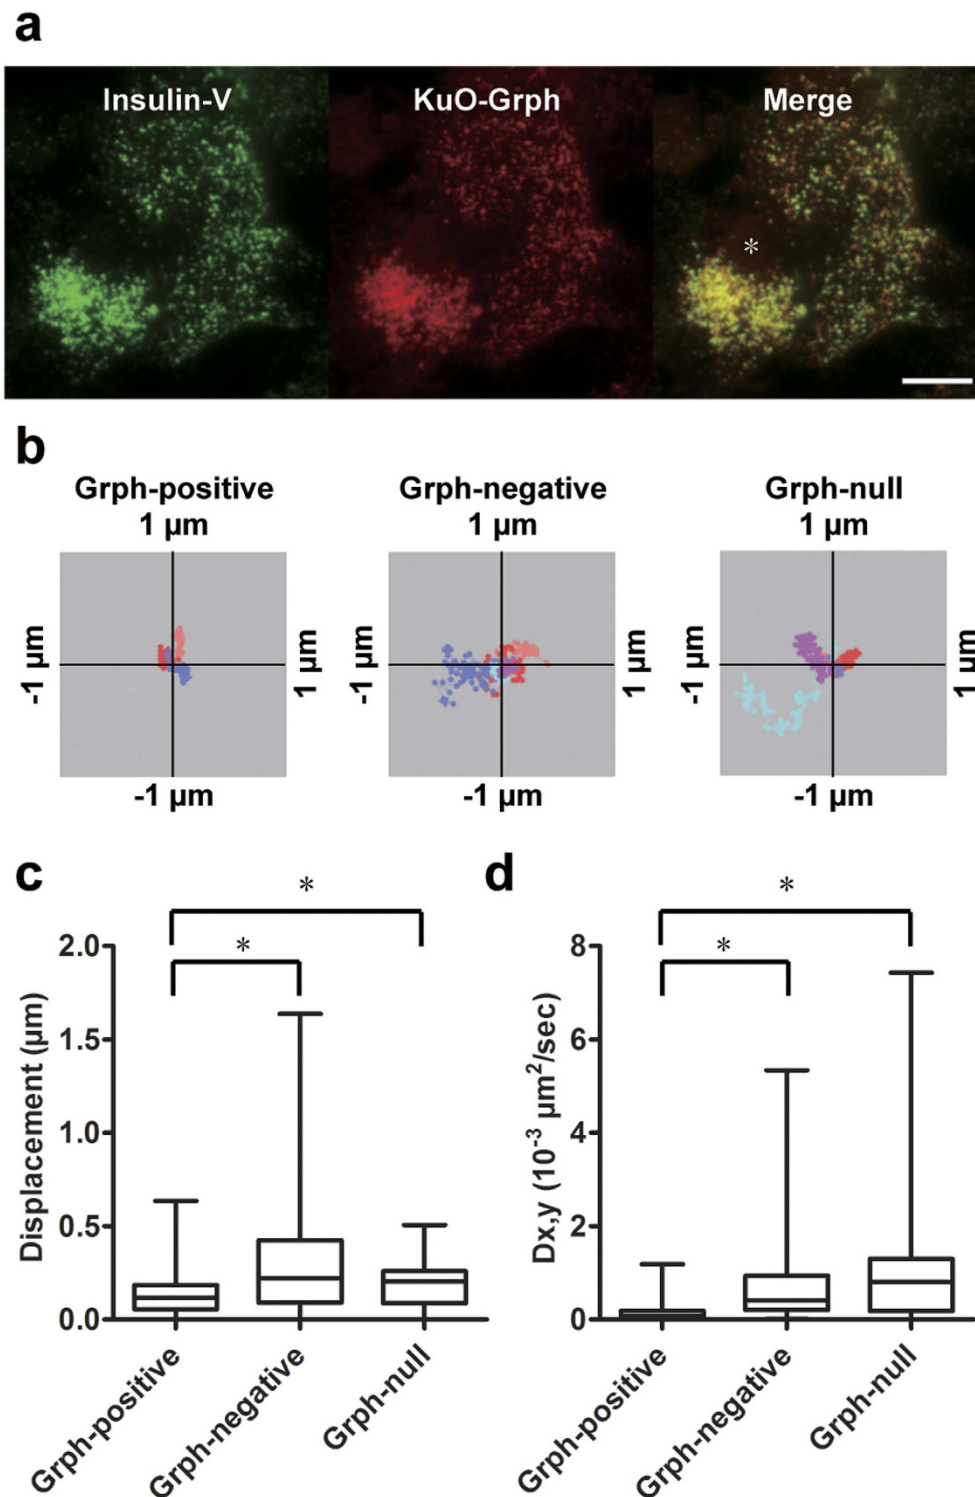 a
Insulin-V KuO-Grph Merge
*
b
Grph-positive Grph-negative Grph-null
1 µm 1 µm 1 µm
-1 µm 1 µm -1 µm 1 µm -1 µm 1 µm
-1 µm -1 µm -1 µm
c
*
*
2.0
1.5
1.0
0.5
0.0
Displacement (µm)
Grph-positive
Grph-negative
Grph-null
d
*
*
8
6
4
2
0
Dx,y (10⁻³ µm²/sec)
Grph-positive
Grph-negative
Grph-null